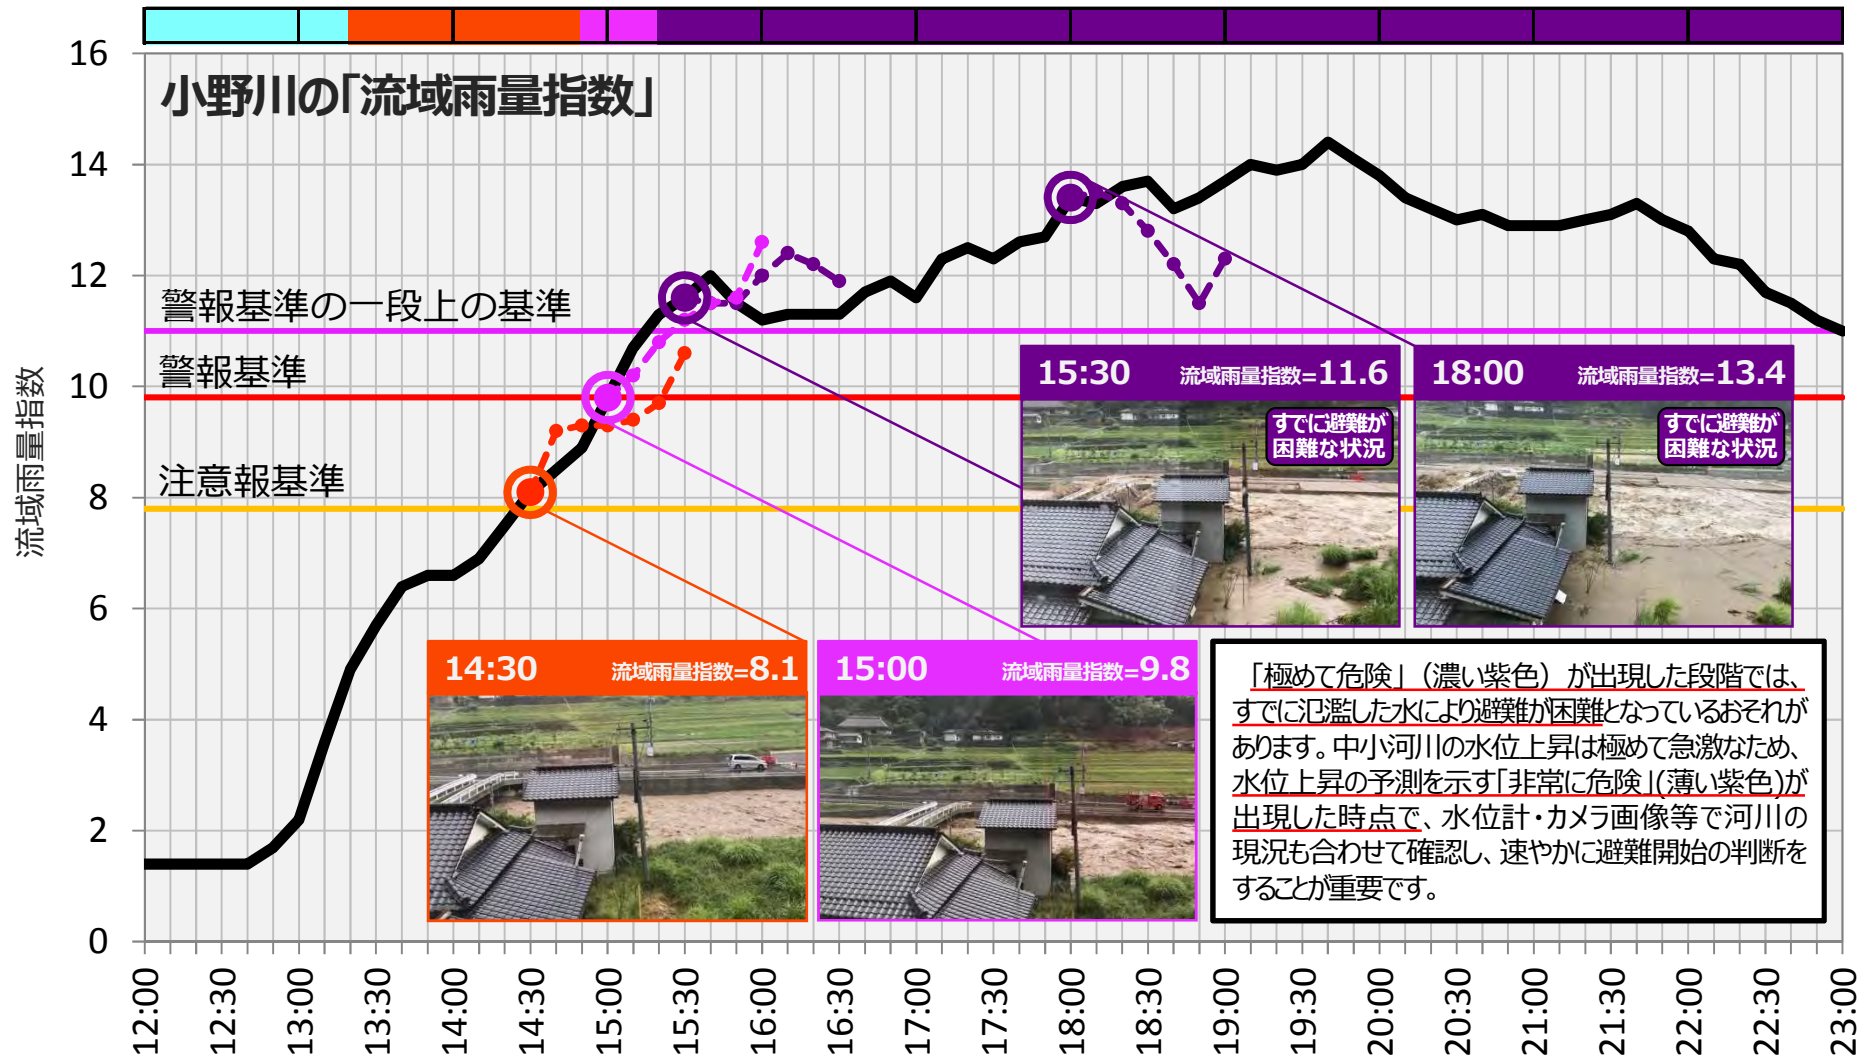 小野川の「流域雨量指数」
16
14
12
10
8
6
4
2
0
流域雨量指数
警報基準の一段上の基準
警報基準
注意報基準
15:30 流域雨量指数=11.6
すでに避難が
困難な状況
18:00 流域雨量指数=13.4
すでに避難が
困難な状況
14:30 流域雨量指数=8.1
15:00 流域雨量指数=9.8
「極めて危険」（濃い紫色）が出現した段階では、
すでに氾濫した水により避難が困難となっているおそれが
あります。中小河川の水位上昇は極めて急激なため、
水位上昇の予測を示す「非常に危険」(薄い紫色)が
出現した時点で、水位計・カメラ画像等で河川の
現況も合わせて確認し、速やかに避難開始の判断を
することが重要です。
12:00
12:30
13:00
13:30
14:00
14:30
15:00
15:30
16:00
16:30
17:00
17:30
18:00
18:30
19:00
19:30
20:00
20:30
21:00
21:30
22:00
22:30
23:00